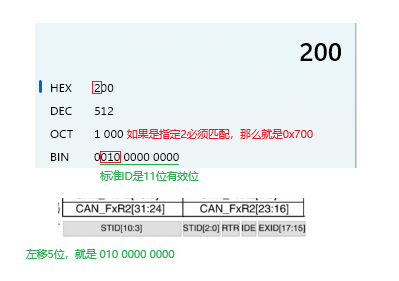 200
HEX 200
DEC 512
OCT 1 000 如果是指定2必须匹配，那么就是0x700
BIN 0010 0000 0000
标准ID是11位有效位
CAN_FxR2[31:24] CAN_FxR2[23:16]
STID[10:3] STID[2:0] RTR IDE EXID[17:15]
左移5位，就是 010 0000 0000